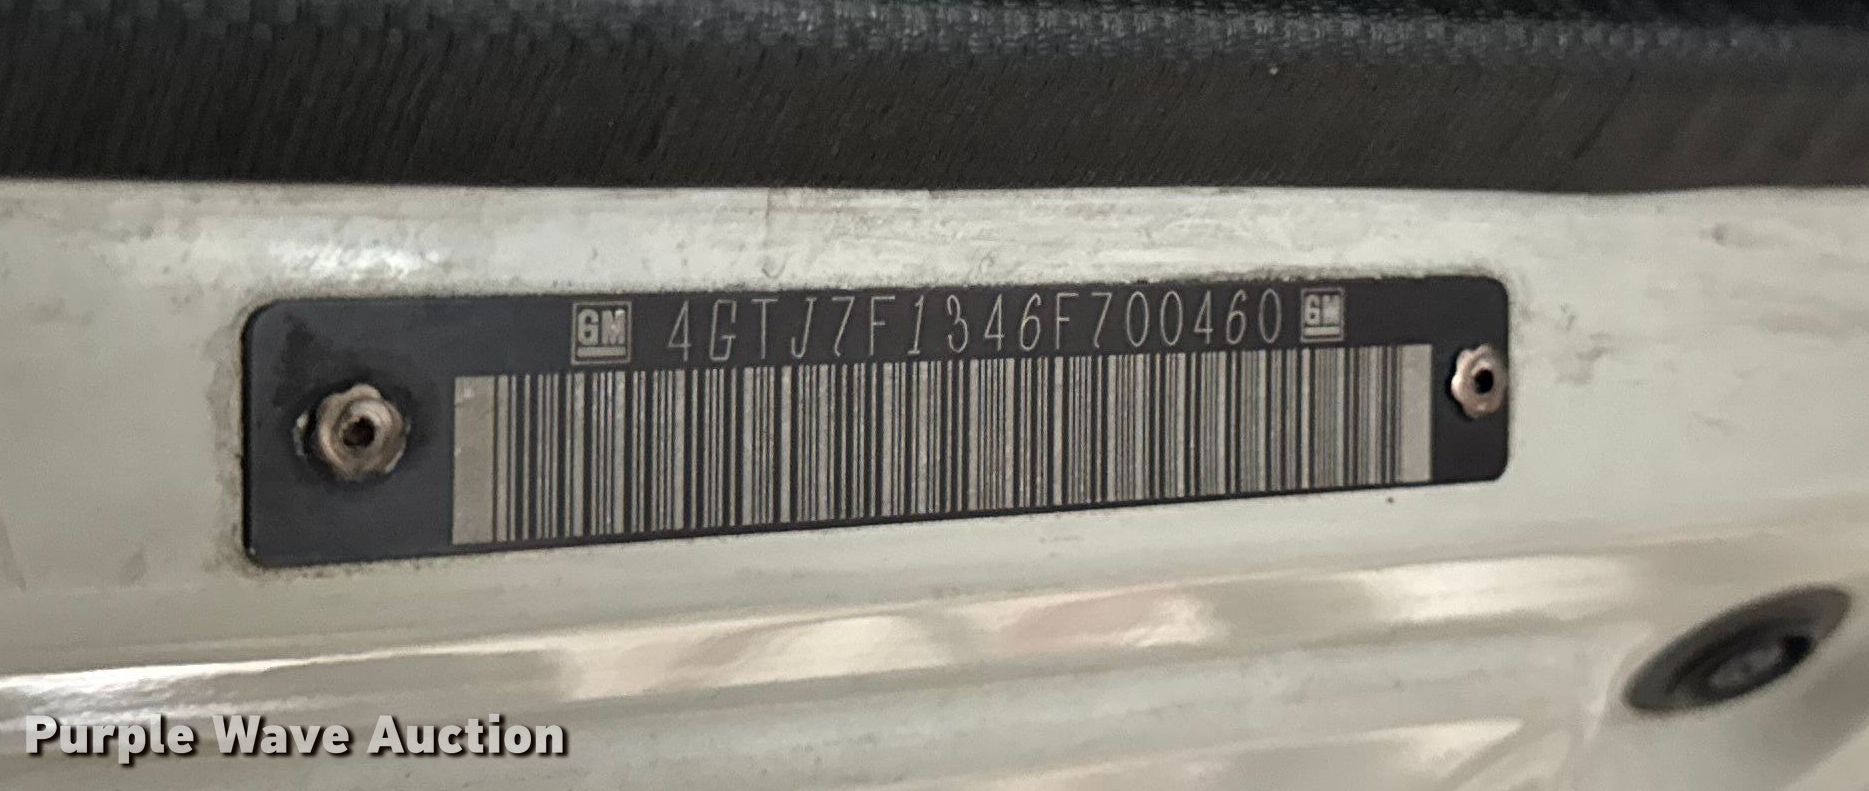 GM 4GTJ7F1346F700460 GM
Purple Wave Auction